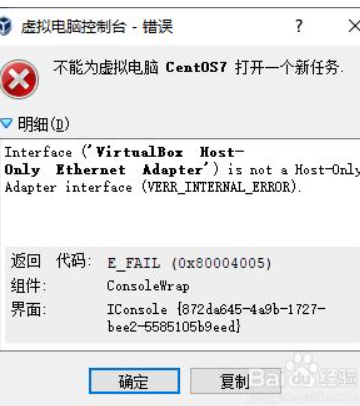 虚拟电脑控制台 - 错误
不能为虚拟电脑 CentOS7 打开一个新任务.
明细(D)
Interface ('VirtualBox Host-
Only Ethernet Adapter') is not a Host-Only
Adapter interface (VERR_INTERNAL_ERROR).
返回 代码: E_FAIL (0x80004005)
组件: ConsoleWrap
界面: IConsole {872da645-4a9b-1727-
bee2-5585105b9eed}
确定 复制
Bai 经验